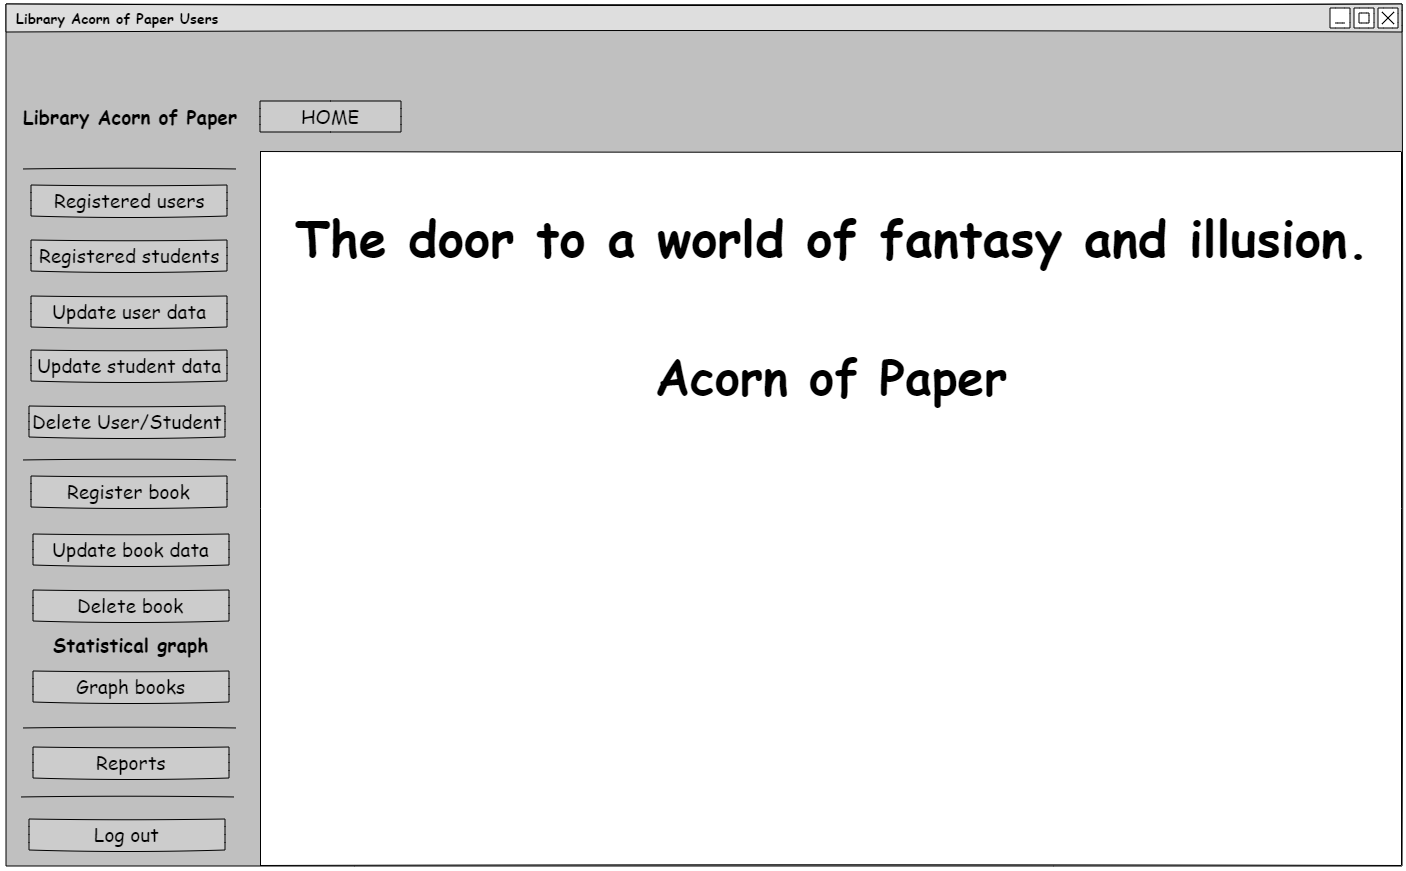 Library Acorn of Paper Users
Library Acorn of Paper
HOME
Registered users
Registered students
Update user data
Update student data
Delete User/Student
Register book
Update book data
Delete book
Statistical graph
Graph books
Reports
Log out
The door to a world of fantasy and illusion.
Acorn of Paper